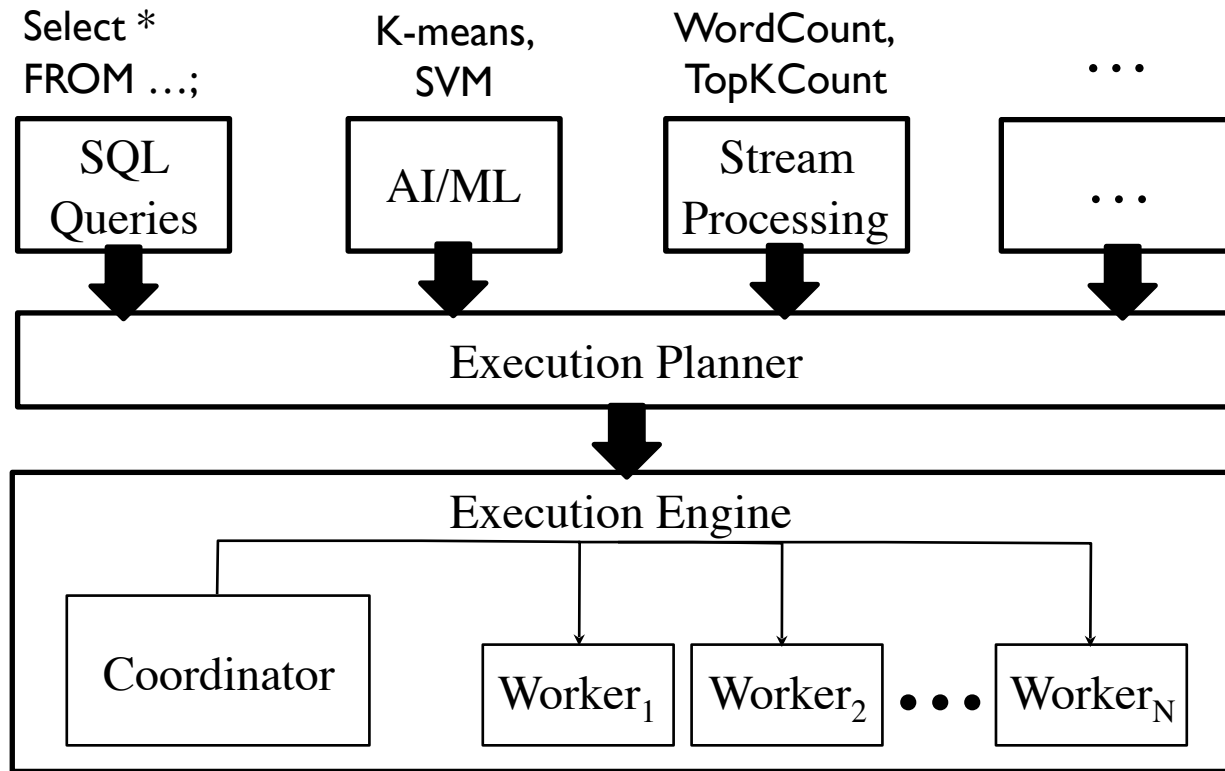 Select *
FROM ...;
K-means,
SVM
WordCount,
TopKCount
...
SQL
Queries
AI/ML
Stream
Processing
...
Execution Planner
Execution Engine
Coordinator
Worker₁
Worker₂
...
Worker_N